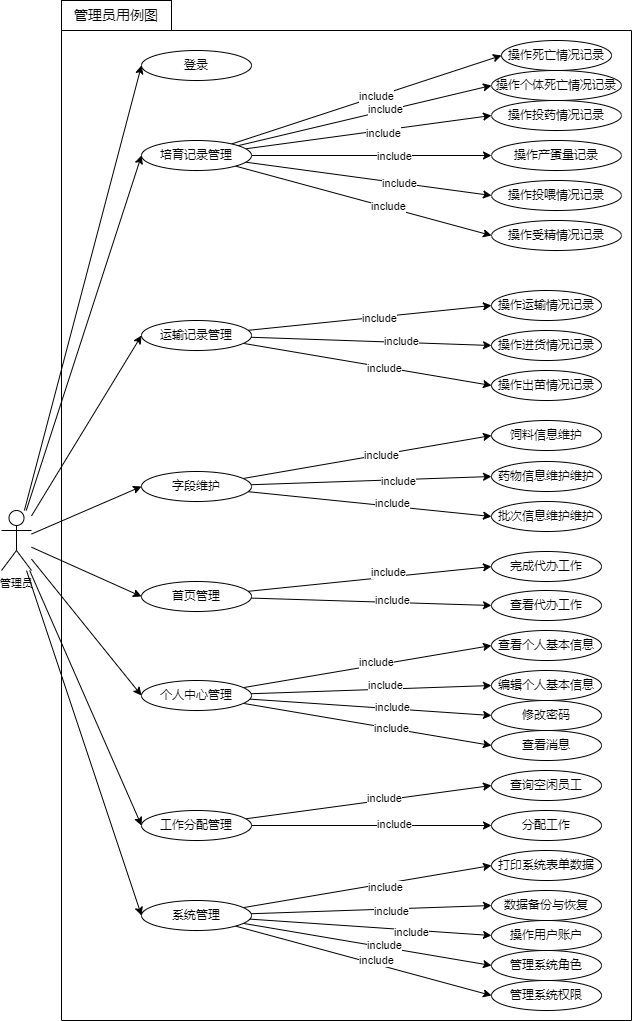 管理员用例图
登录
操作死亡情况记录
操作个体死亡情况记录
include
include
操作投药情况记录
include
培育记录管理
include
操作产蛋量记录
include
操作投喂情况记录
include
操作受精情况记录
操作运输情况记录
include
运输记录管理
include
操作进货情况记录
include
操作出苗情况记录
饲料信息维护
include
字段维护
include
药物信息维护维护
include
批次信息维护维护
管理员
完成代办工作
include
首页管理
include
查看代办工作
查看个人基本信息
include
个人中心管理
include
编辑个人基本信息
include
修改密码
include
查看消息
查询空闲员工
include
工作分配管理
include
分配工作
打印系统表单数据
include
系统管理
include
数据备份与恢复
include
操作用户账户
include
管理系统角色
include
管理系统权限